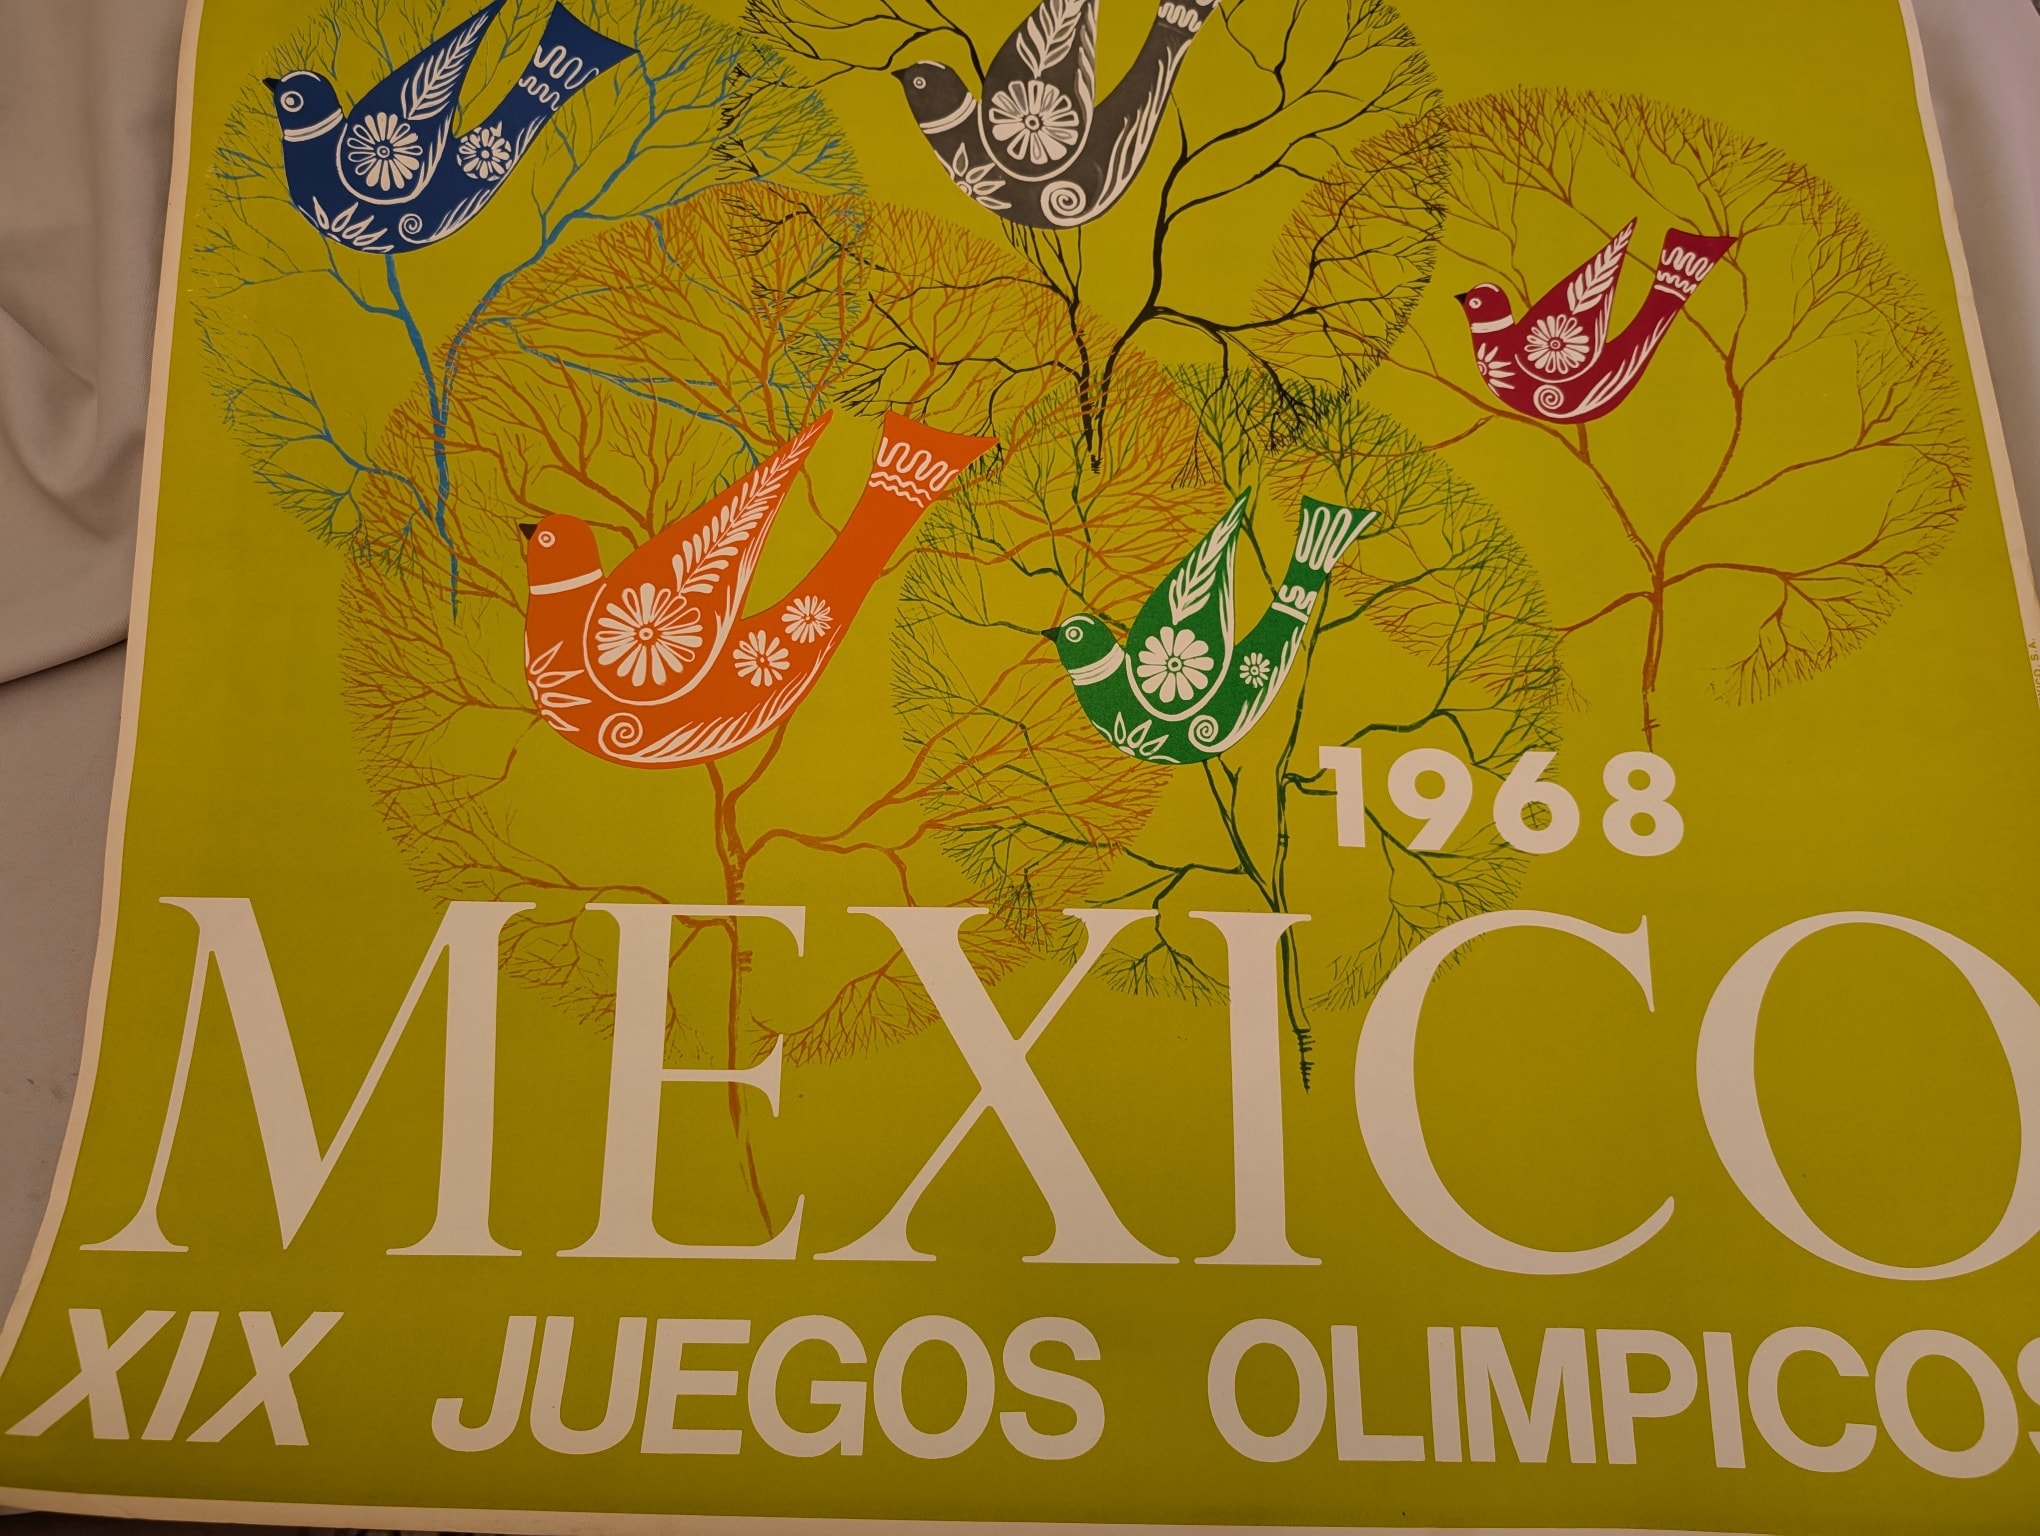 1968
MEXICO
XIX JUEGOS OLIMPICOS